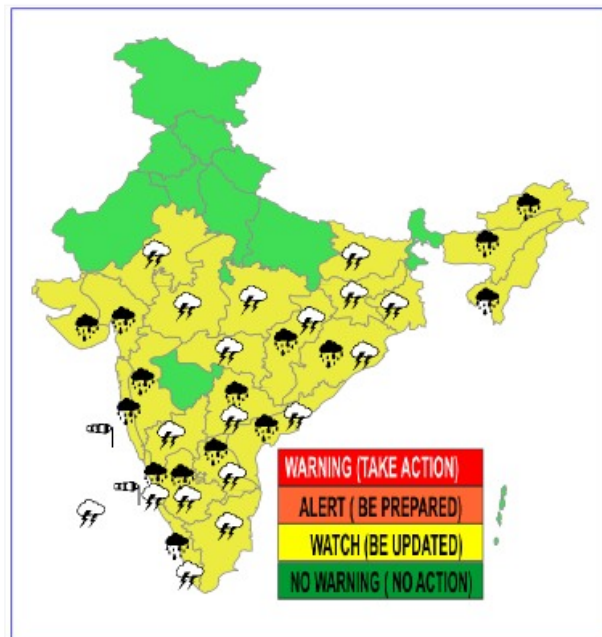 WARNING (TAKE ACTION)
ALERT ( BE PREPARED)
WATCH (BE UPDATED)
NO WARNING ( NO ACTION)